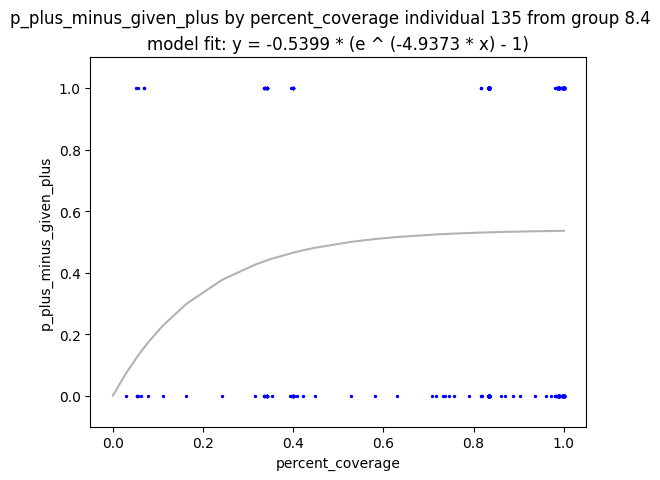 p_plus_minus_given_plus by percent_coverage individual 135 from group 8.4
model fit: y = -0.5399 * (e ^ (-4.9373 * x) - 1)
p_plus_minus_given_plus
1.0
0.8
0.6
0.4
0.2
0.0
0.0 0.2 0.4 0.6 0.8 1.0
percent_coverage